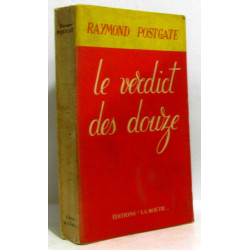 RAYMOND POSTGATE
le verdict
des douze
ÉDITIONS "LA BOETIE"